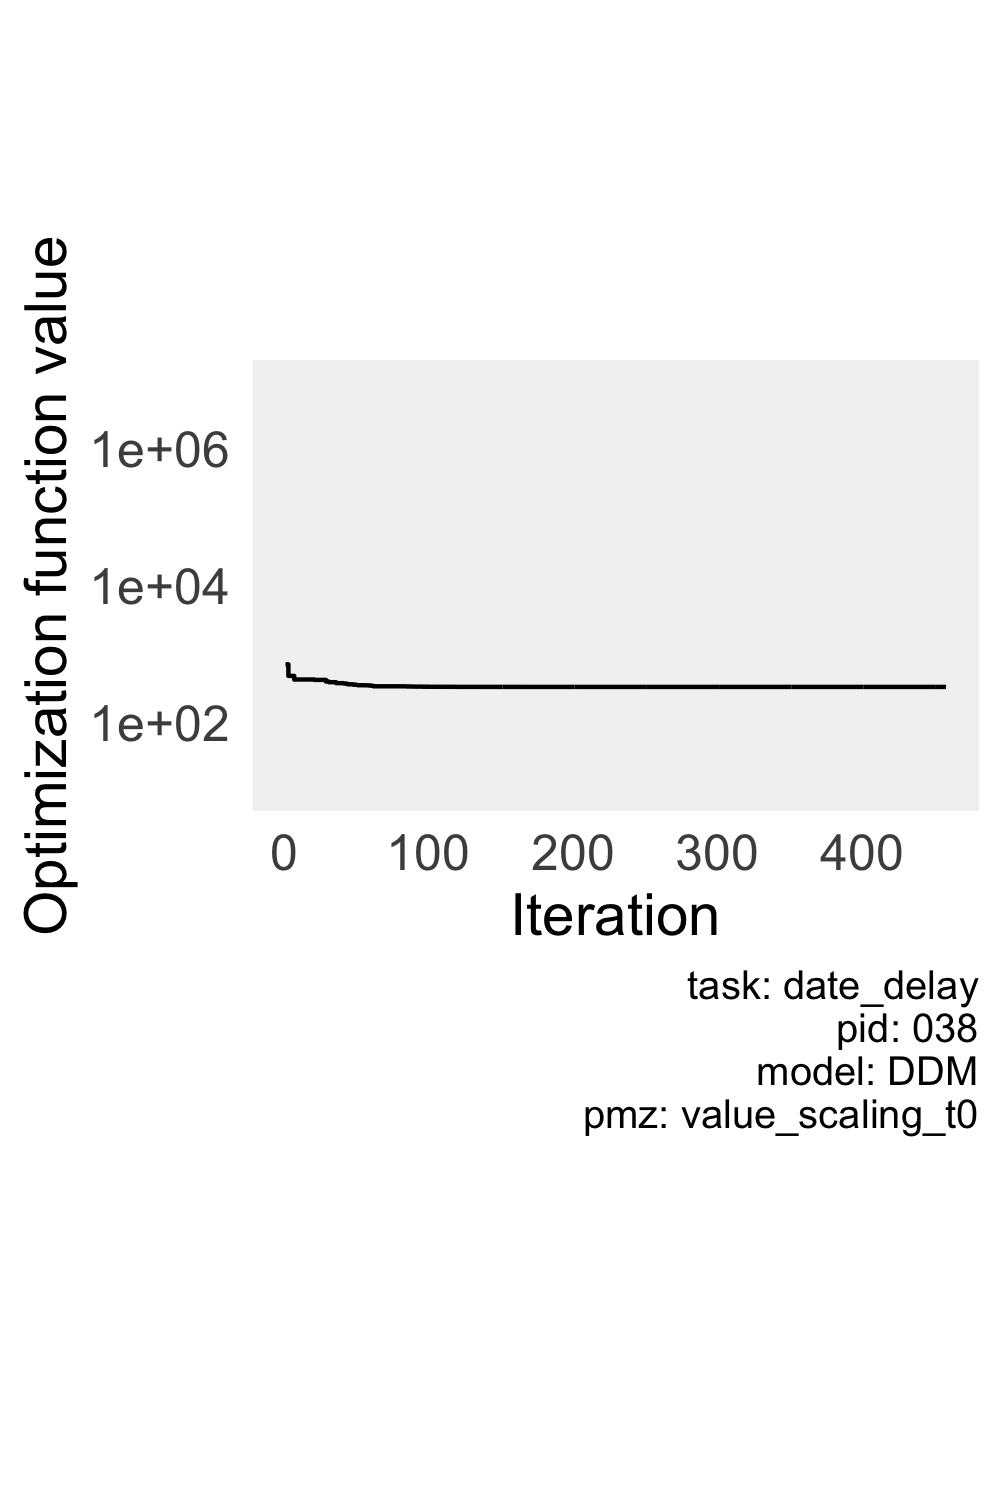 Optimization function value
1e+06
1e+04
1e+02
0 100 200 300 400
Iteration
task: date_delay
pid: 038
model: DDM
pmz: value_scaling_t0